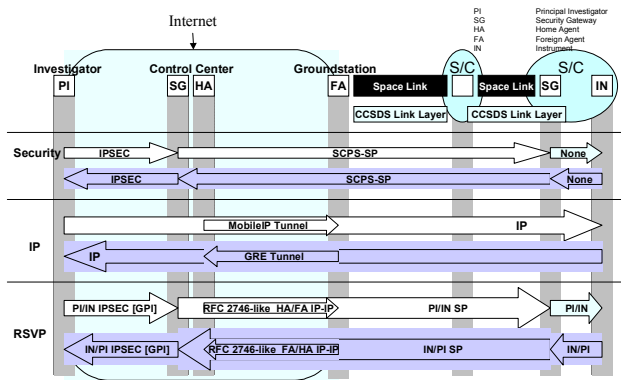 Internet
PI Principal Investigator
SG Security Gateway
HA Home Agent
FA Foreign Agent
IN Instrument
S/C
S/C
Investigator
Control Center
Groundstation
PI
SG
HA
FA
Space Link
Space Link
SG
IN
CCSDS Link Layer
CCSDS Link Layer
Security
IPSEC
SCPS-SP
None
IPSEC
SCPS-SP
None
IP
MobileIP Tunnel
IP
IP
GRE Tunnel
RSVP
PI/IN IPSEC [GPI]
RFC 2746-like HA/FA IP-IP
PI/IN SP
PI/IN
IN/PI IPSEC [GPI]
RFC 2746-like FA/HA IP-IP
IN/PI SP
IN/PI